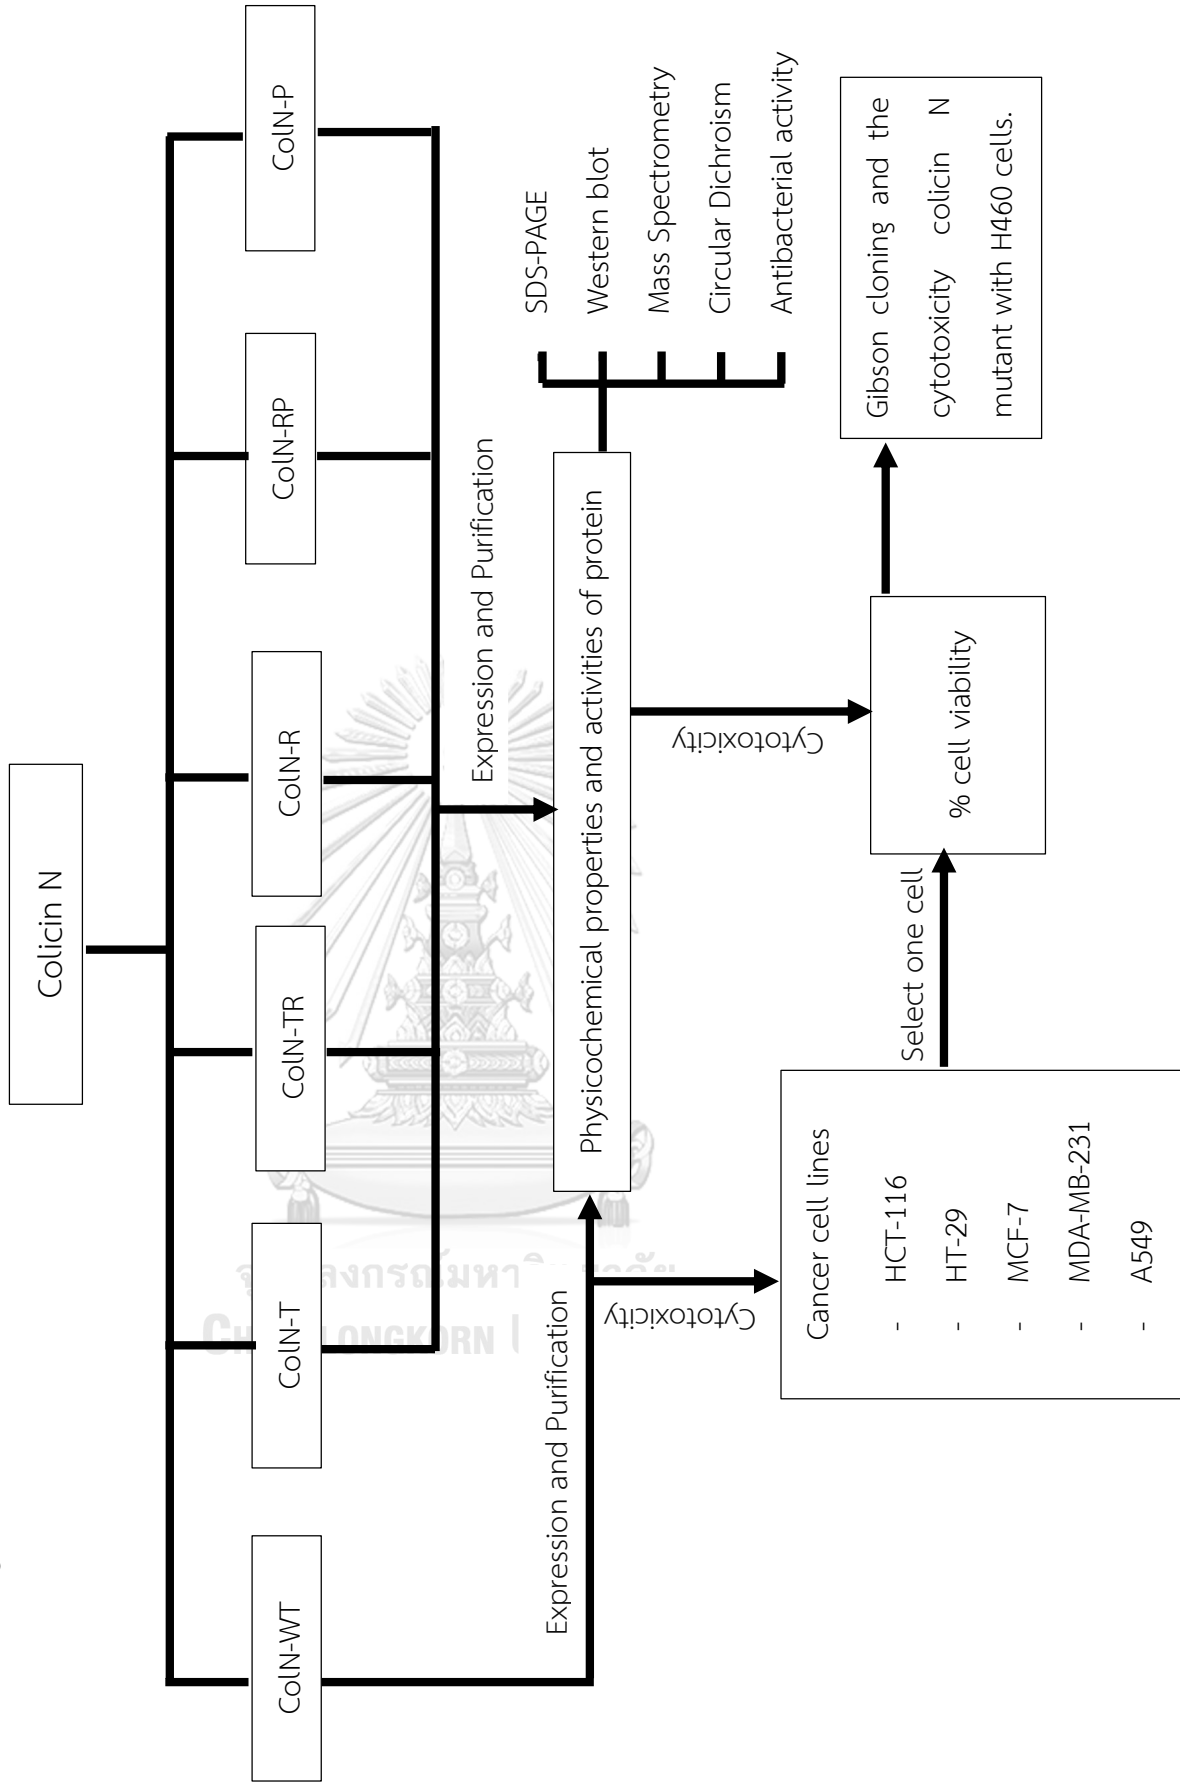 Colicin N
ColN-WT
ColN-T
ColN-TR
ColN-R
ColN-RP
ColN-P
Expression and Purification
Expression and Purification
Physicochemical properties and activities of protein
SDS-PAGE
Western blot
Mass Spectrometry
Circular Dichroism
Antibacterial activity
Cytotoxicity
Cytotoxicity
Cancer cell lines
- HCT-116
- HT-29
- MCF-7
- MDA-MB-231
- A549
Select one cell
% cell viability
Gibson cloning and the
cytotoxicity colicin N
mutant with H460 cells.